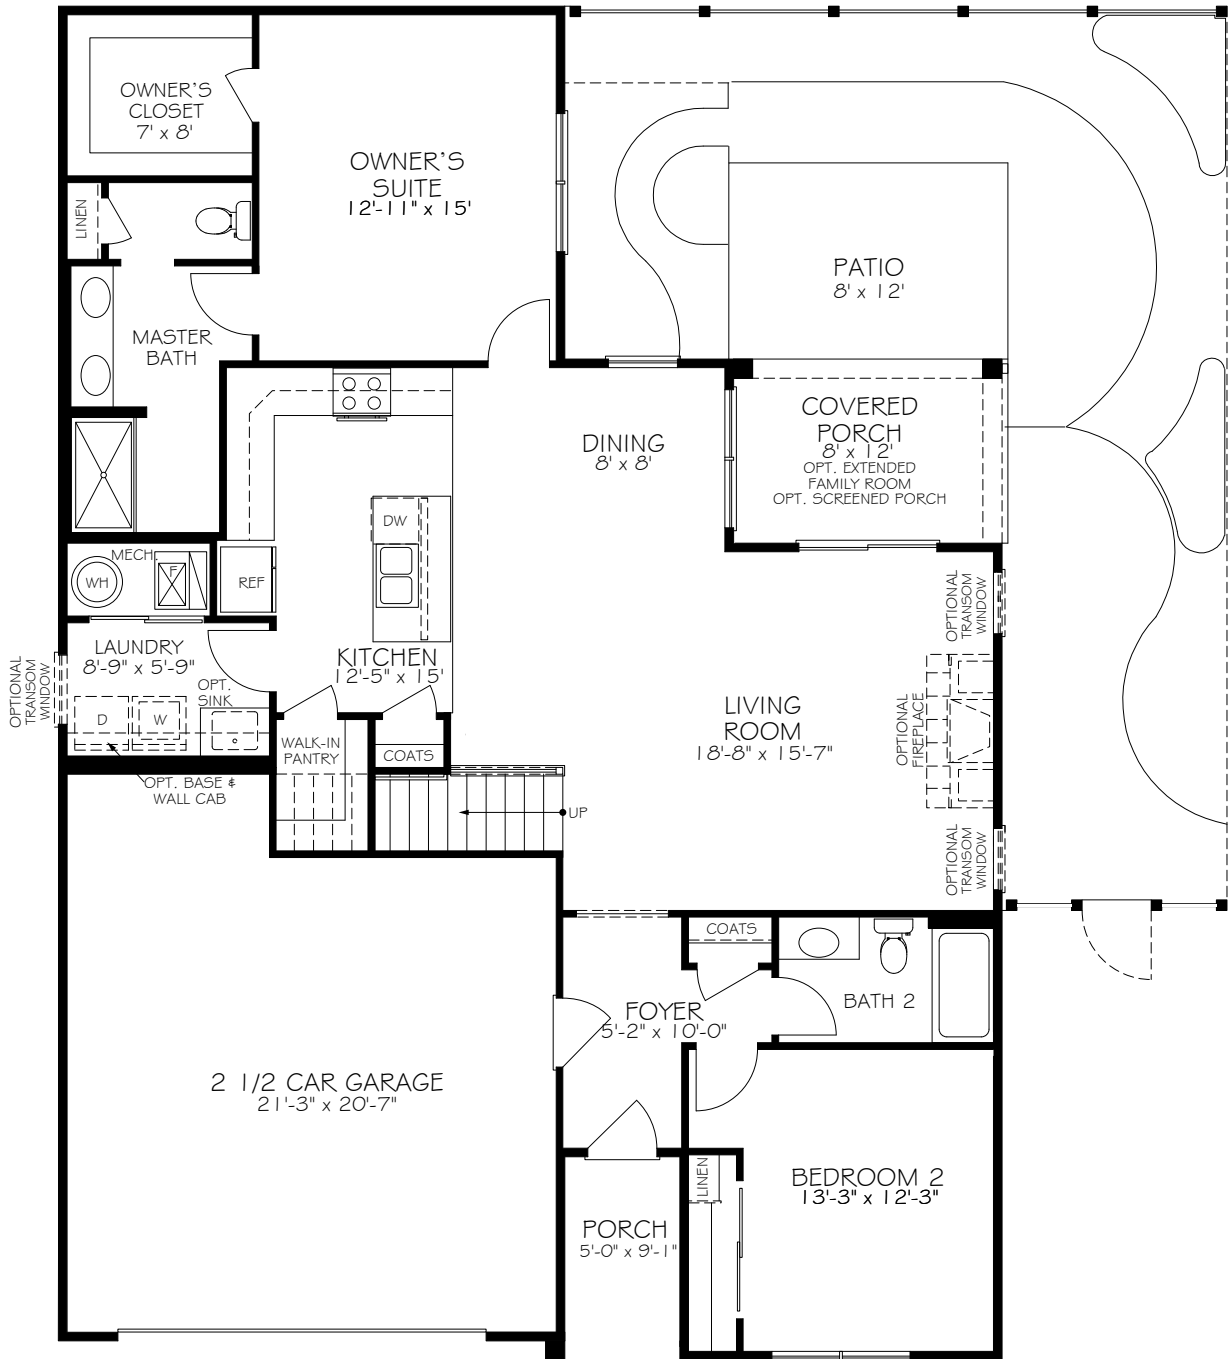 OWNER'S
CLOSET
7' x 8'
OWNER'S
SUITE
12'-11" x 15'
LINEN
PATIO
8' x 12'
MASTER
BATH
COVERED
PORCH
8' x 12'
OPT. EXTENDED
FAMILY ROOM
OPT. SCREENED PORCH
DINING
8' x 8'
DW
MECH.
WH
F
REF
OPTIONAL
TRANSOM
WINDOW
LAUNDRY
8'-9" x 5'-9"
OPT.
SINK
D
W
OPTIONAL
TRANSOM
WINDOW
KITCHEN
12'-5" x 15'
LIVING
ROOM
18'-8" x 15'-7"
OPTIONAL
FIREPLACE
WALK-IN
PANTRY
COATS
OPT. BASE &
WALL CAB
UP
OPTIONAL
TRANSOM
WINDOW
COATS
FOYER
5'-2" x 10'-0"
BATH 2
2 1/2 CAR GARAGE
21'-3" x 20'-7"
LINEN
BEDROOM 2
13'-3" x 12'-3"
PORCH
5'-0" x 9'-1"